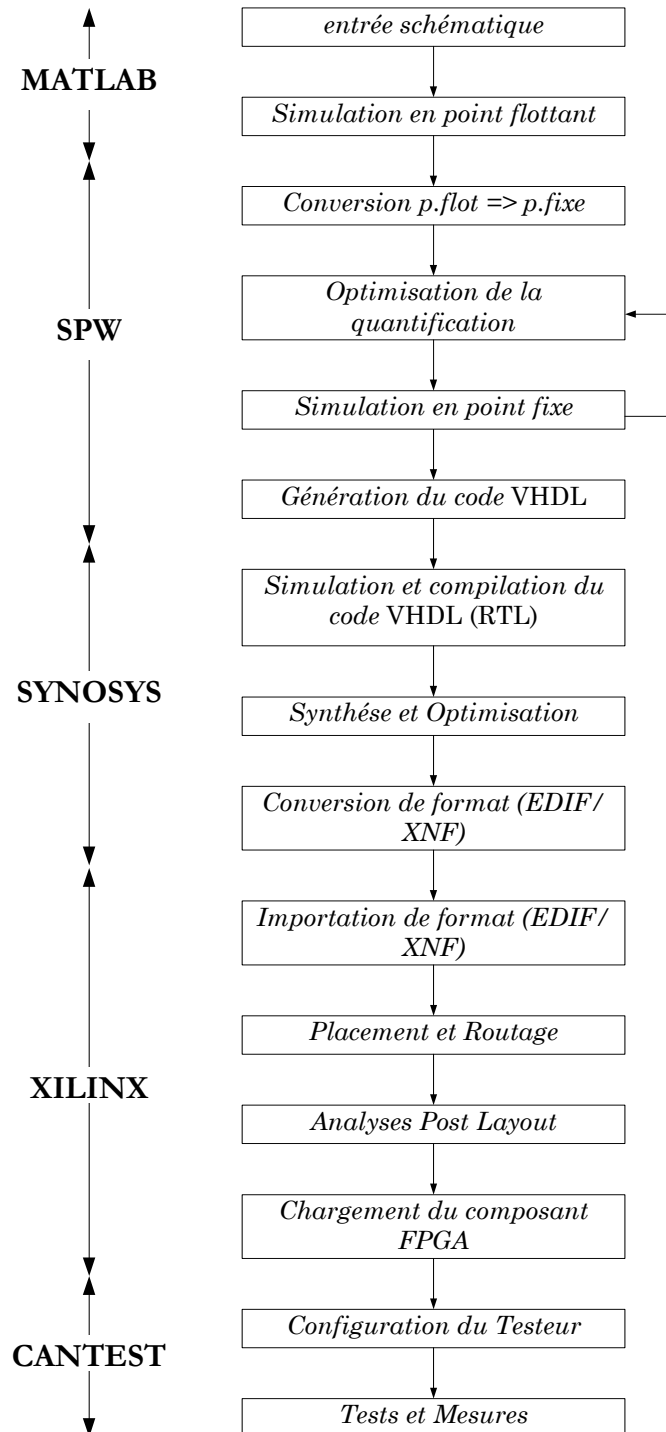 entrée schématique
MATLAB
Simulation en point flottant
Conversion p.flot => p.fixe
Optimisation de la
quantification
SPW
Simulation en point fixe
Génération du code VHDL
Simulation et compilation du
code VHDL (RTL)
SYNOSYS
Synthése et Optimisation
Conversion de format (EDIF/
XNF)
Importation de format (EDIF/
XNF)
Placement et Routage
XILINX
Analyses Post Layout
Chargement du composant
FPGA
Configuration du Testeur
CANTEST
Tests et Mesures